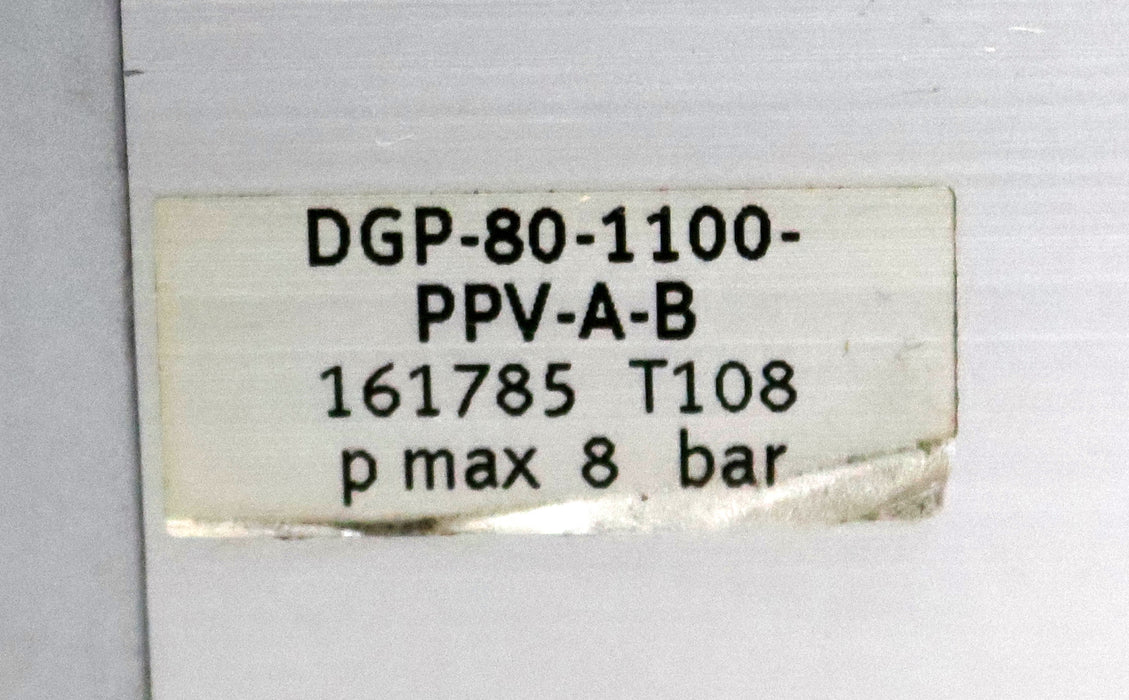 DGP-80-1100-
PPV-A-B
161785 T108
p max 8 bar